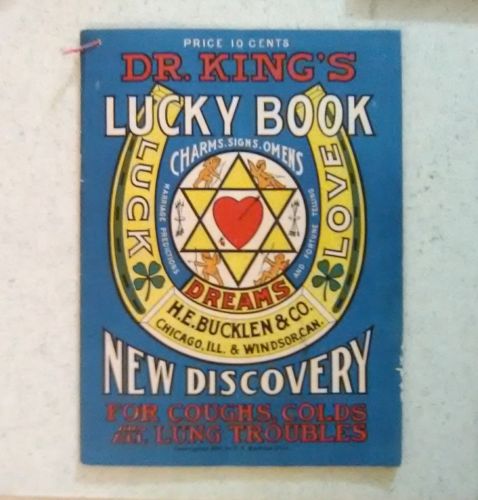 PRICE 10 CENTS
DR. KING'S
LUCKY BOOK
CHARMS. SIGNS. OMENS
LUCK
LOVE
MARRIAGE PREDICTIONS
AND FORTUNE TELLING
DREAMS
H.E. BUCKLEN & CO.
CHICAGO, ILL. & WINDSOR, CAN.
NEW DISCOVERY
FOR COUGHS, COLDS
AND ALL LUNG TROUBLES